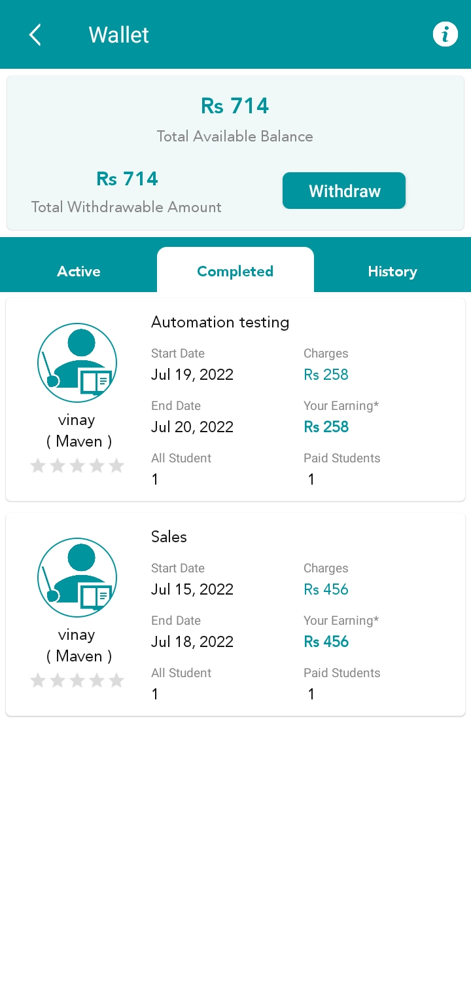 Wallet
Rs 714
Total Available Balance
Rs 714
Total Withdrawable Amount
Withdraw
Active
Completed
History
Automation testing
Start Date
Charges
Jul 19, 2022
Rs 258
End Date
Your Earning*
Jul 20, 2022
Rs 258
All Student
Paid Students
1
1
vinay
( Maven )
Sales
Start Date
Charges
Jul 15, 2022
Rs 456
End Date
Your Earning*
Jul 18, 2022
Rs 456
All Student
Paid Students
1
1
vinay
( Maven )